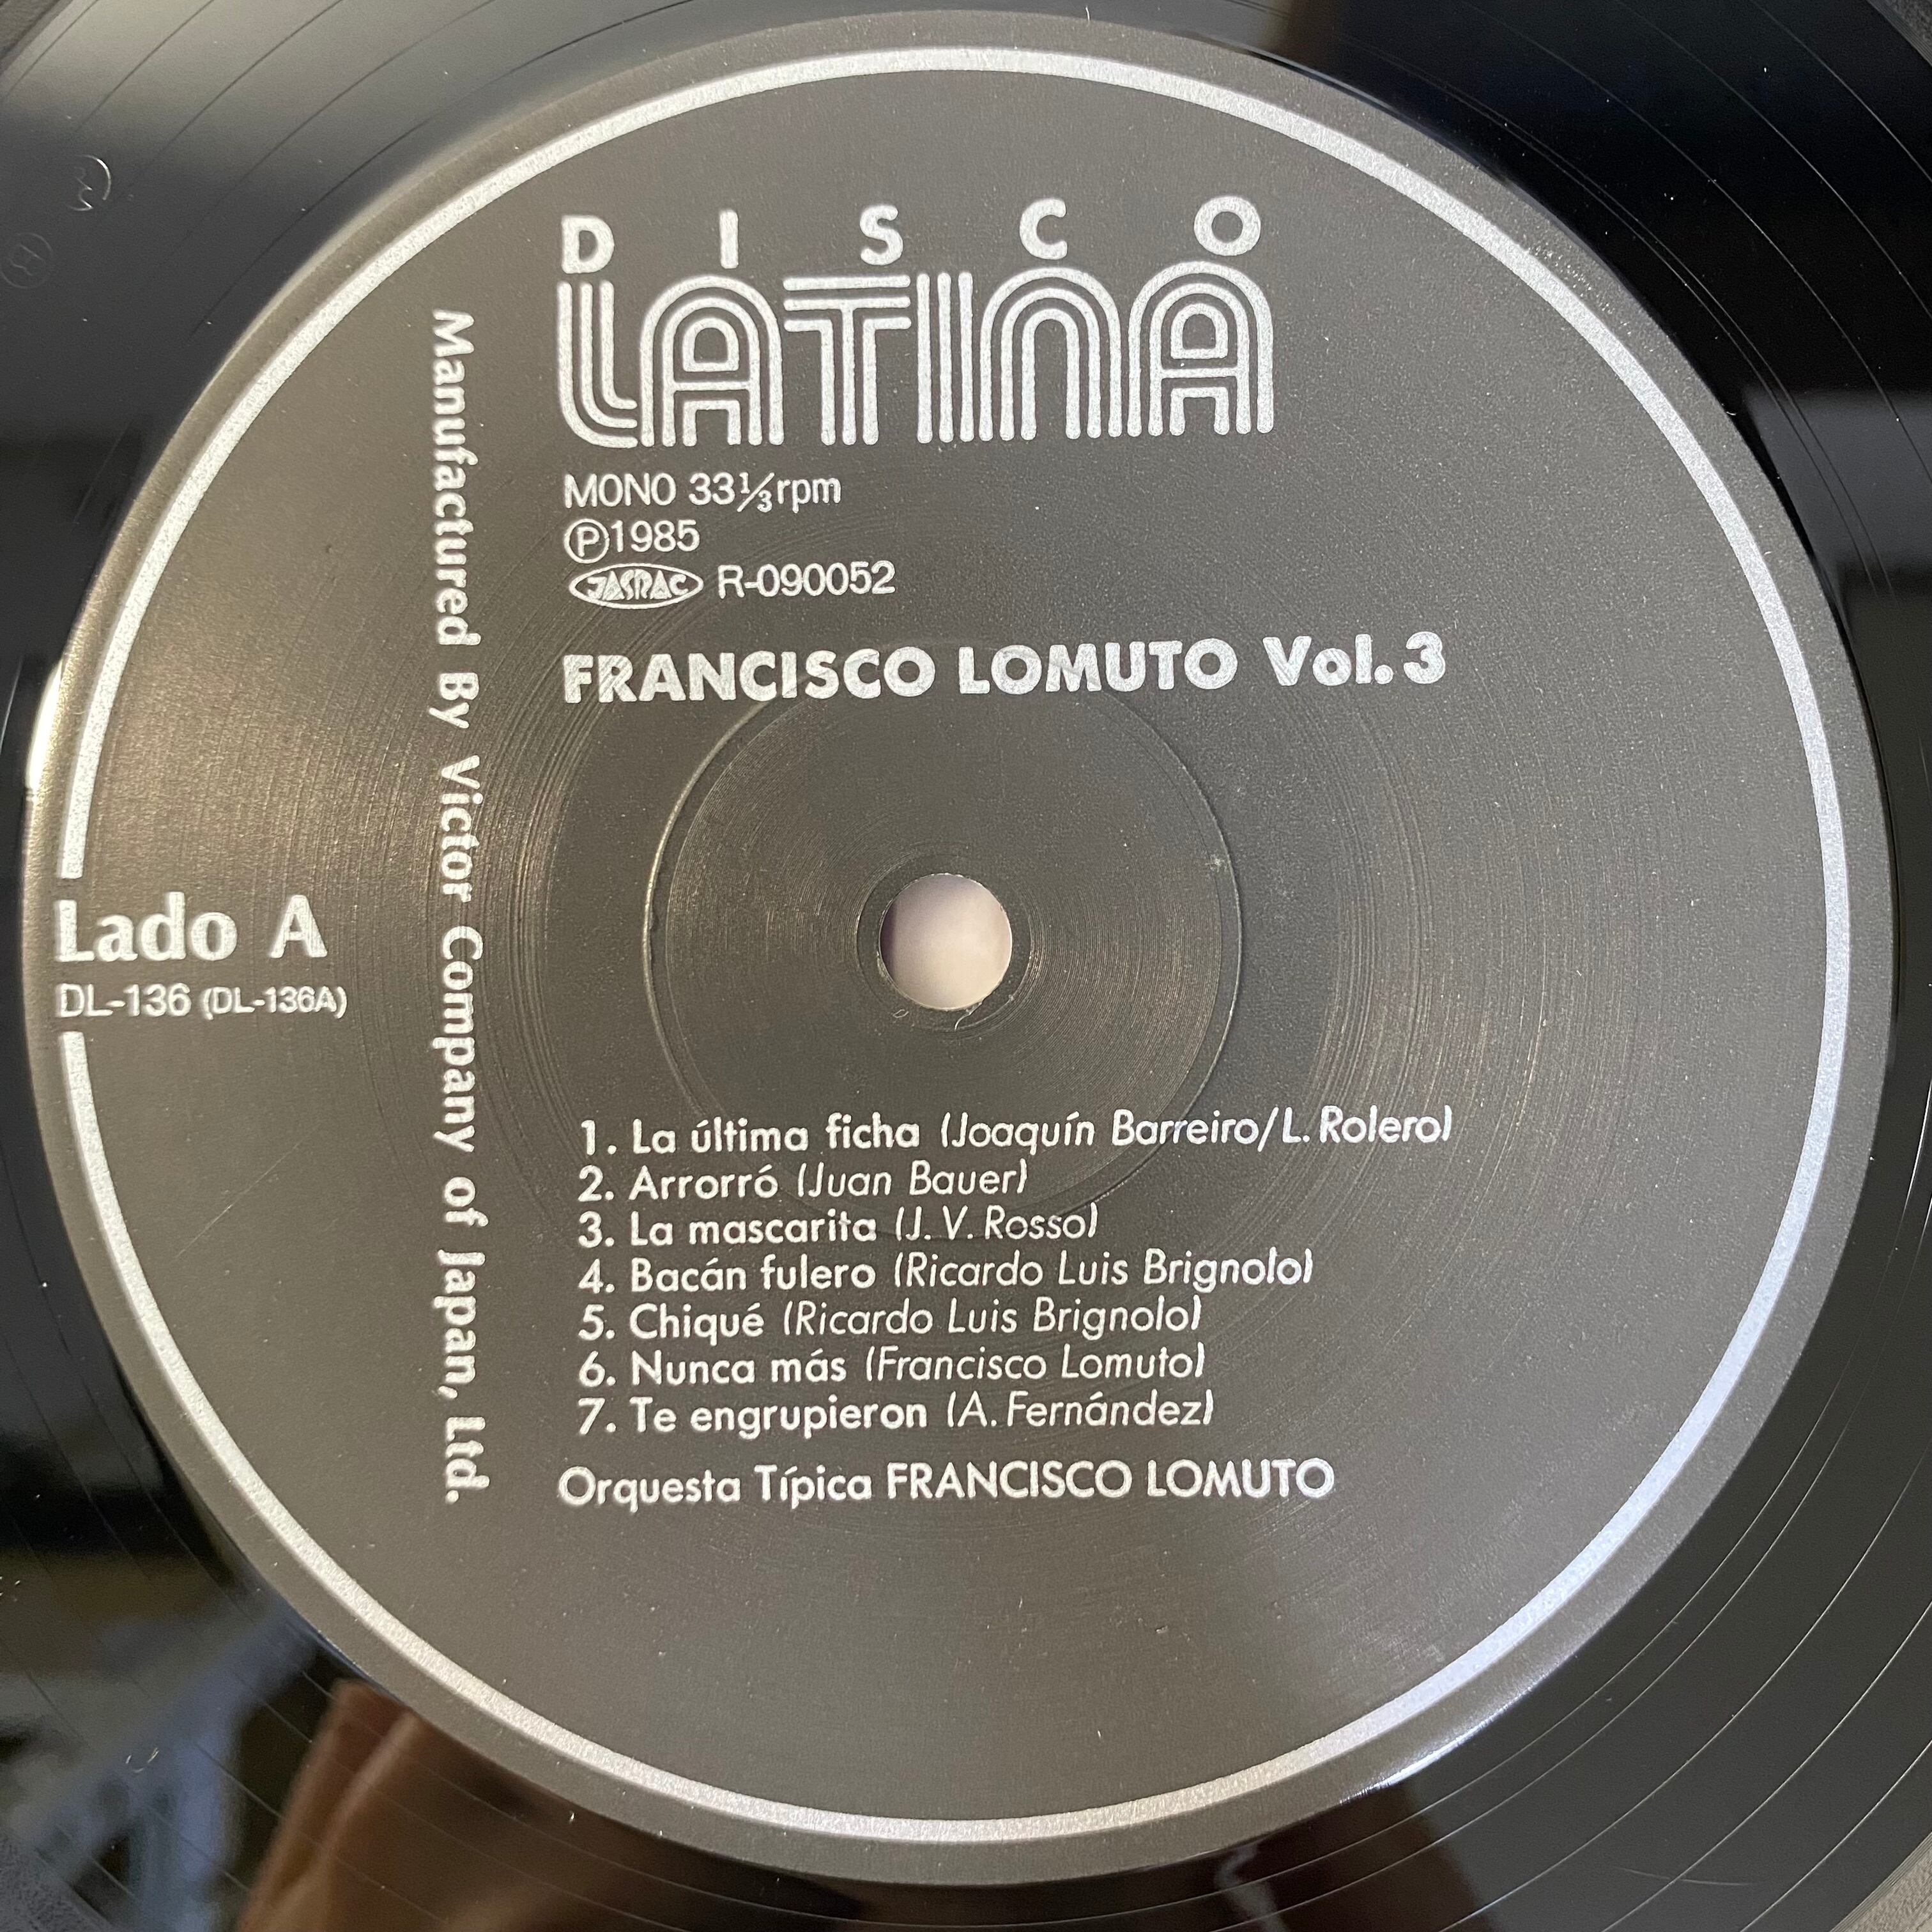 DISCO
LATINA
MONO 33⅓rpm
Ⓟ1985
JASRAC R-090052
FRANCISCO LOMUTO Vol.3
Manufactured By Victor Company of Japan, Ltd.
Lado A
DL-136 (DL-136A)
1. La última ficha (Joaquín Barreiro/L. Rolero)
2. Arrorró (Juan Bauer)
3. La mascarita (J. V. Rosso)
4. Bacán fulero (Ricardo Luis Brignolo)
5. Chiqué (Ricardo Luis Brignolo)
6. Nunca más (Francisco Lomuto)
7. Te engrupieron (A. Fernández)
Orquesta Típica FRANCISCO LOMUTO